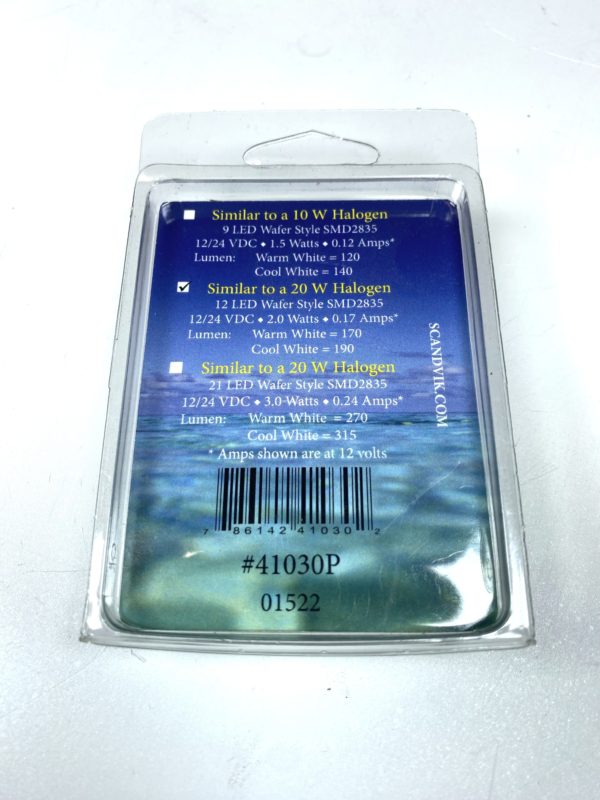 Similar to a 10 W Halogen
9 LED Wafer Style SMD2835
12/24 VDC ◆ 1.5 Watts ◆ 0.12 Amps*
Lumen: Warm White = 120
Cool White = 140
✔ Similar to a 20 W Halogen
12 LED Wafer Style SMD2835
12/24 VDC ◆ 2.0 Watts ◆ 0.17 Amps*
Lumen: Warm White = 170
Cool White = 190
Similar to a 20 W Halogen
21 LED Wafer Style SMD2835
12/24 VDC ◆ 3.0 Watts ◆ 0.24 Amps*
Lumen: Warm White = 270
Cool White = 315
* Amps shown are at 12 volts
SCANDVIK.COM
7 86142 41030 2
#41030P
01522